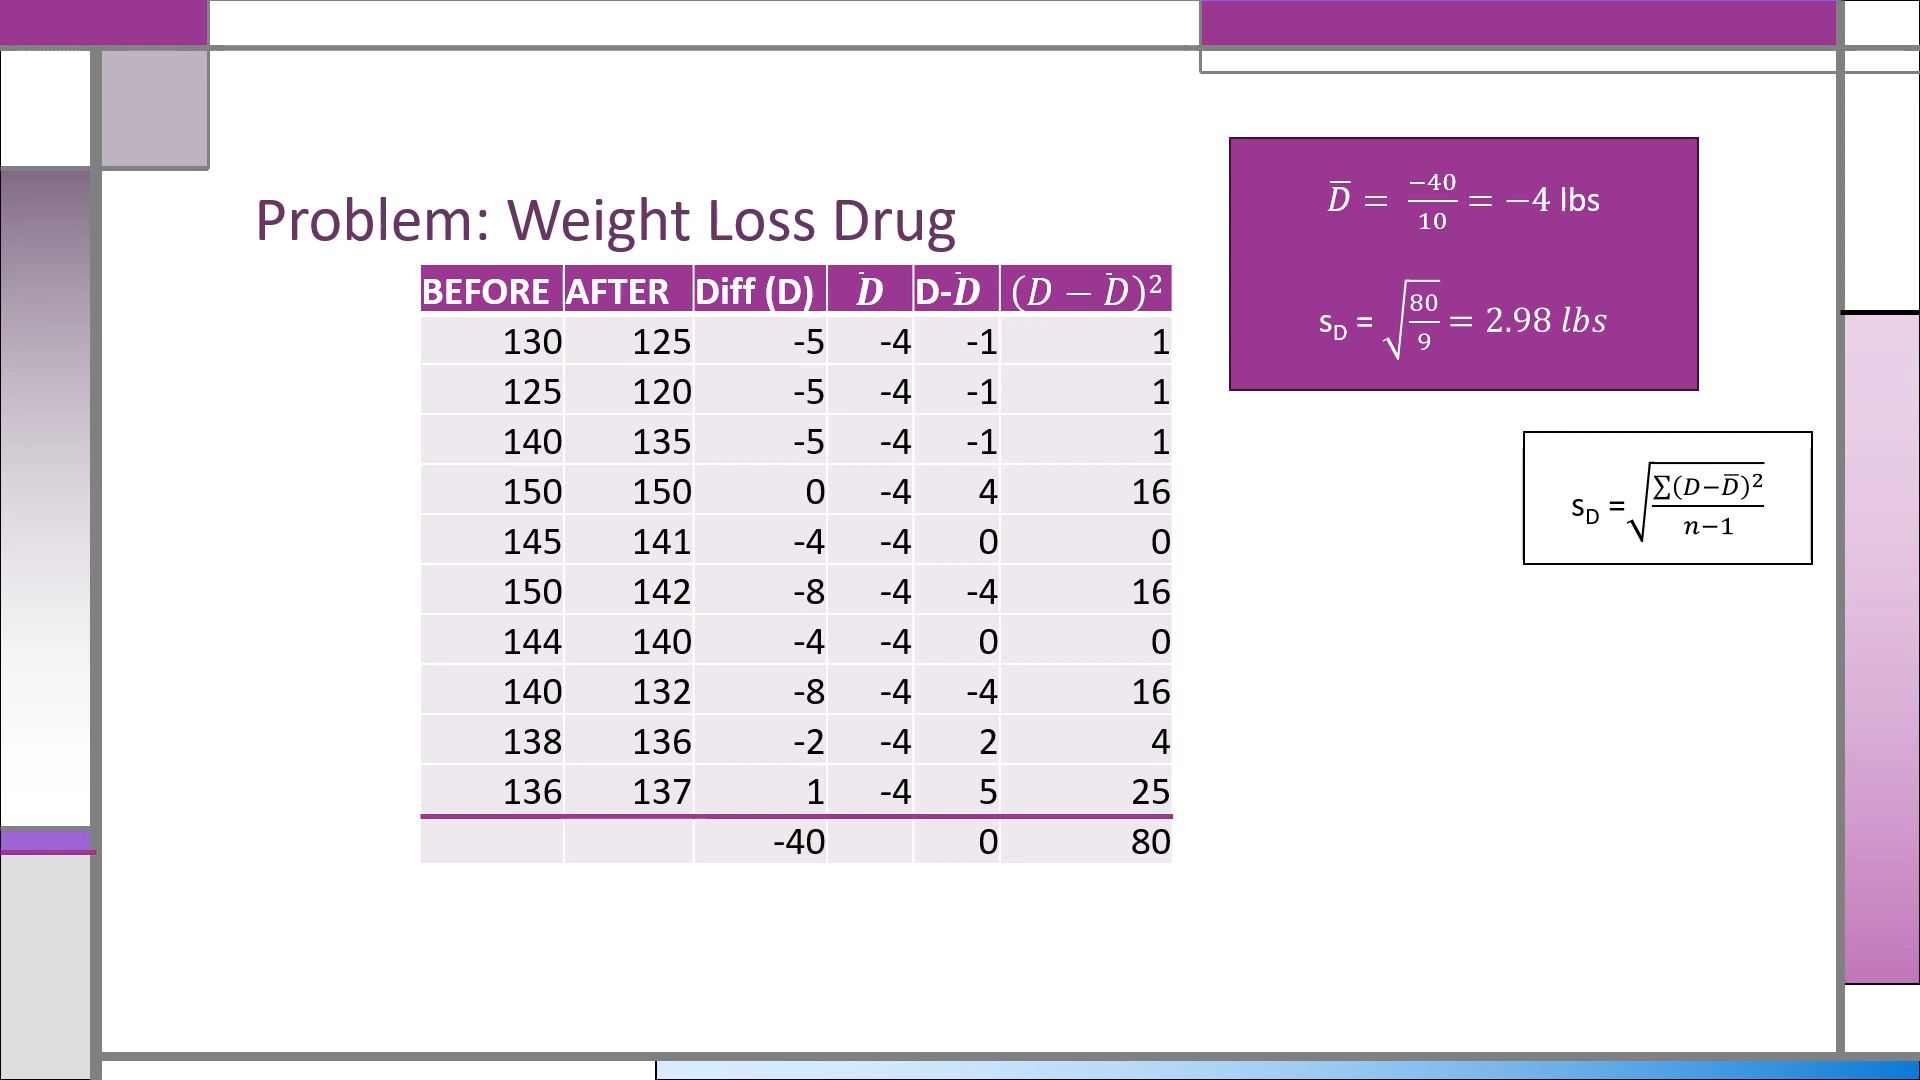 Problem: Weight Loss Drug
BEFORE AFTER Diff (D) D̄ D-D̄ (D − D̄)²
130 125 -5 -4 -1 1
125 120 -5 -4 -1 1
140 135 -5 -4 -1 1
150 150 0 -4 4 16
145 141 -4 -4 0 0
150 142 -8 -4 -4 16
144 140 -4 -4 0 0
140 132 -8 -4 -4 16
138 136 -2 -4 2 4
136 137 1 -4 5 25
-40 0 80
D̄ = −40/10 = −4 lbs
s_D = √(80/9) = 2.98 lbs
s_D = √(∑(D−D̄)²/(n−1))